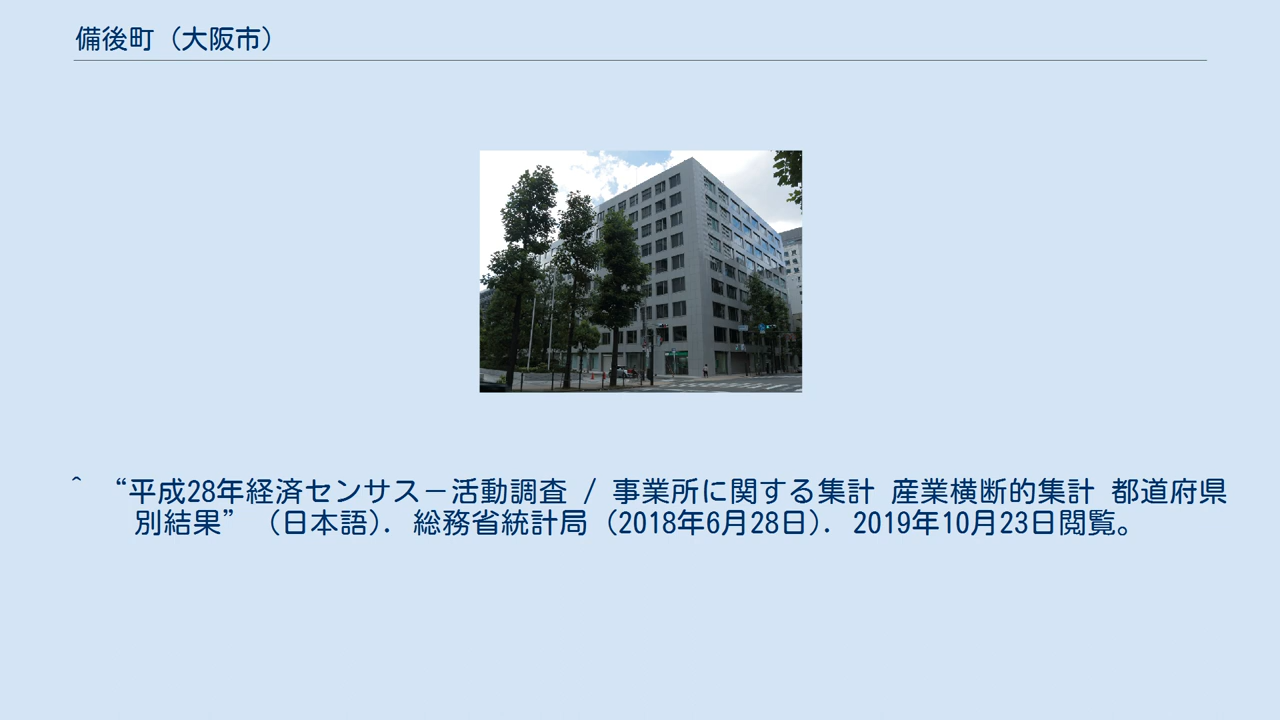 備後町（大阪市）
^ “平成28年経済センサス－活動調査 / 事業所に関する集計 産業横断的集計 都道府県
別結果” （日本語）. 総務省統計局（2018年6月28日）. 2019年10月23日閲覧。